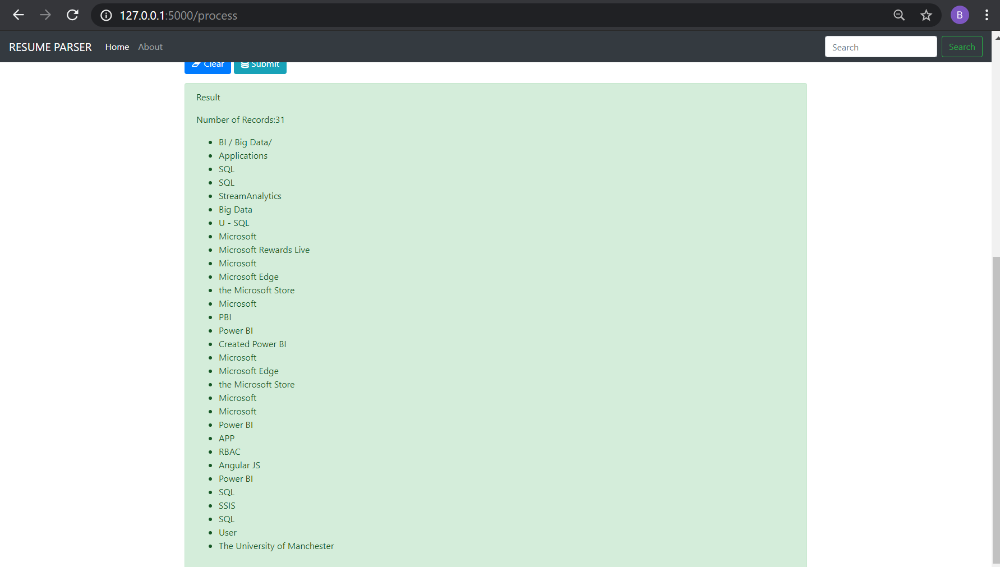 127.0.0.1:5000/process
B
RESUME PARSER Home About Search Search
Clear Submit
Result
Number of Records:31
BI / Big Data/
Applications
SQL
SQL
StreamAnalytics
Big Data
U - SQL
Microsoft
Microsoft Rewards Live
Microsoft
Microsoft Edge
the Microsoft Store
Microsoft
PBI
Power BI
Created Power BI
Microsoft
Microsoft Edge
the Microsoft Store
Microsoft
Microsoft
Power BI
APP
RBAC
Angular JS
Power BI
SQL
SSIS
SQL
User
The University of Manchester